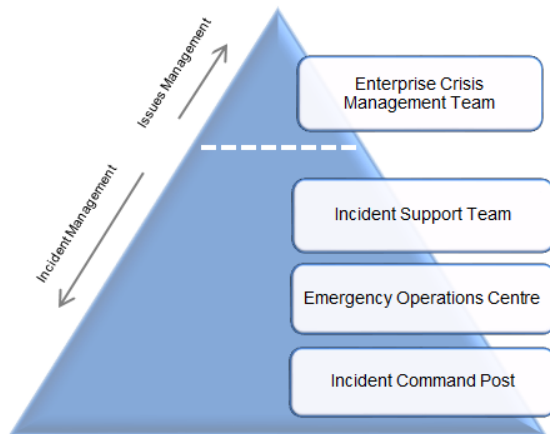 Issues Management
Enterprise Crisis
Management Team
Incident Management
Incident Support Team
Emergency Operations Centre
Incident Command Post